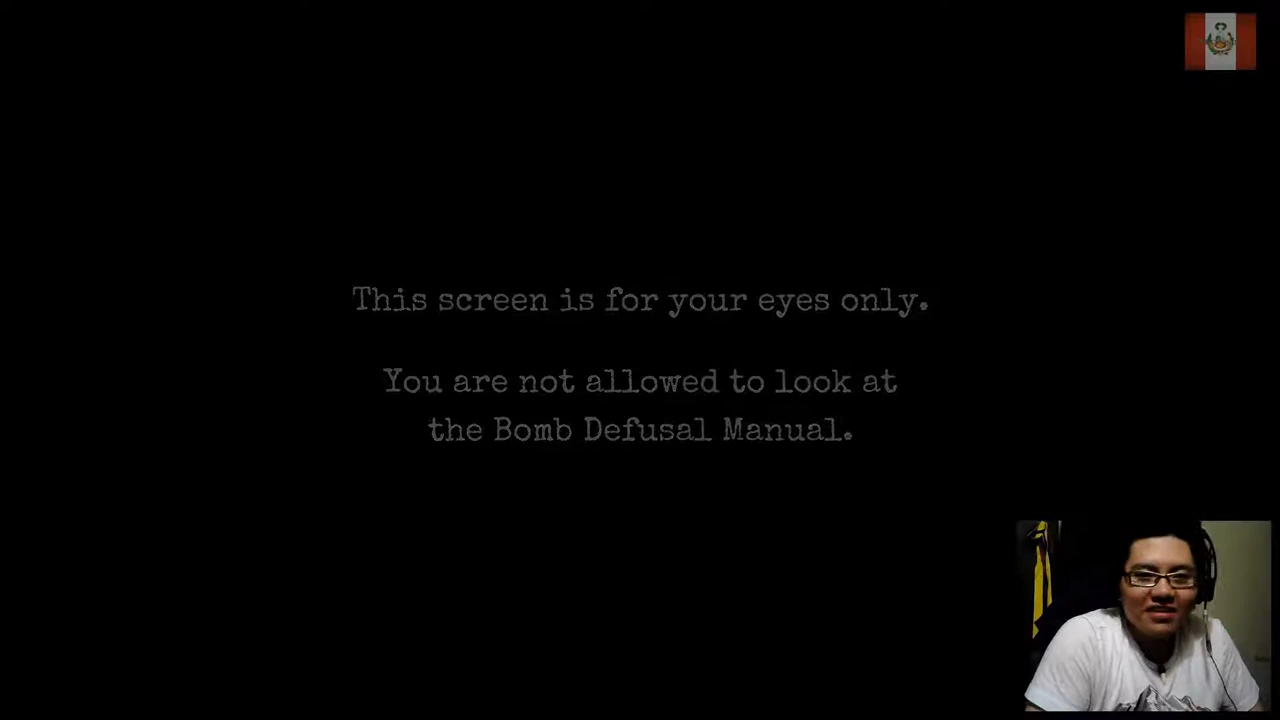 This screen is for your eyes only.
You are not allowed to look at
the Bomb Defusal Manual.